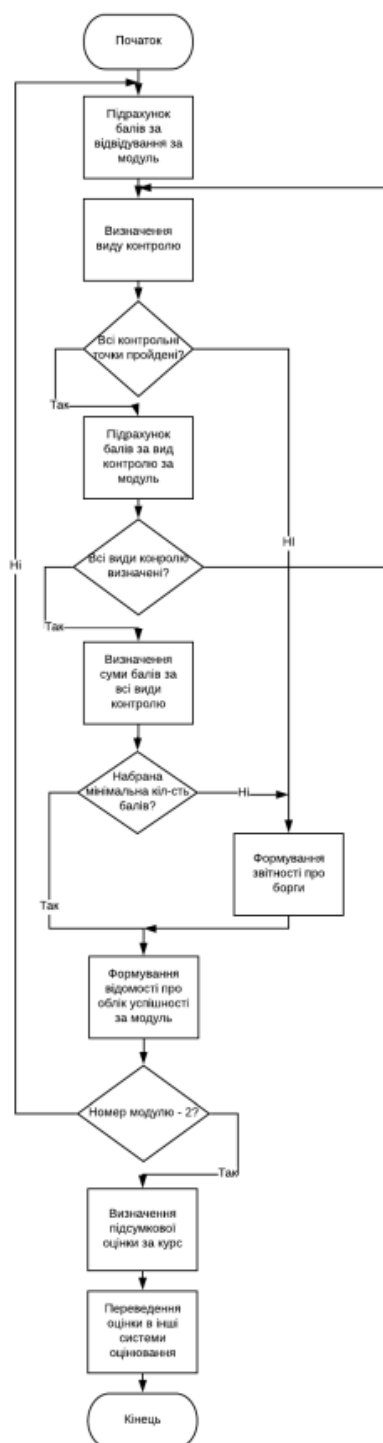 Початок
Підрахунок
балів за
відвідування за
модуль
Визначення
виду контролю
Всі контрольні
точки пройдені?
Так
Підрахунок
балів за вид
контролю за
модуль
НІ
Ні
Всі види конролю
визначені?
Так
Визначення
суми балів за
всі види
контролю
Набрана
мінімальна кіл-сть
балів?
Ні
Формування
звітності про
борги
Так
Формування
відомості про
облік успішності
за модуль
Номер модулю - 2?
Так
Визначення
підсумкової
оцінки за курс
Переведення
оцінки в інші
системи
оцінювання
Кінець